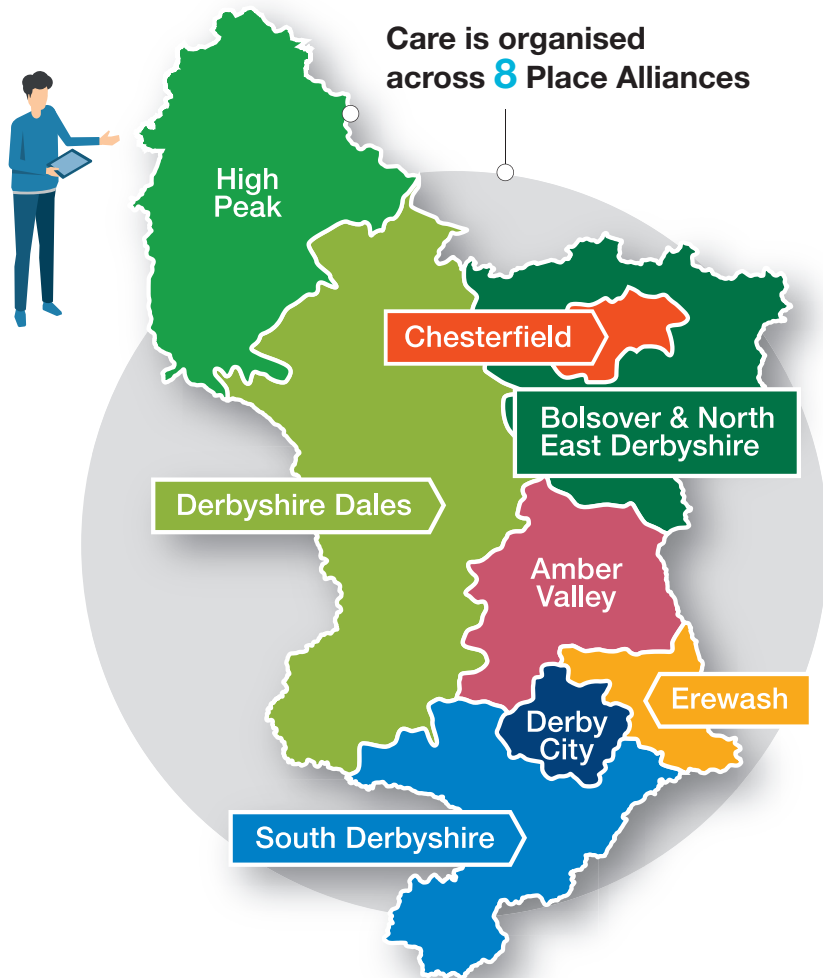 Care is organised
across 8 Place Alliances
High
Peak
Chesterfield
Bolsover & North
East Derbyshire
Derbyshire Dales
Amber
Valley
Erewash
Derby
City
South Derbyshire